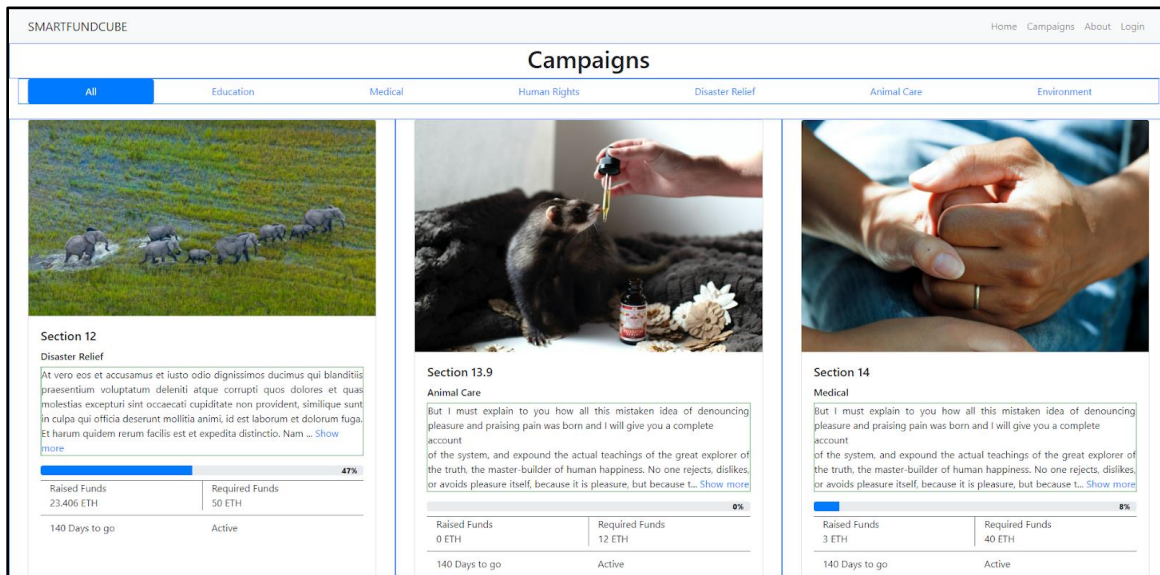 SMARTFUNDCUBE
Home Campaigns About Login
Campaigns
All Education Medical Human Rights Disaster Relief Animal Care Environment
Section 12
Disaster Relief
At vero eos et accusamus et iusto odio dignissimos ducimus qui blanditiis
praesentium voluptatum deleniti atque corrupti quos dolores et quas
molestias excepturi sint occaecati cupiditate non provident, similique sunt
in culpa qui officia deserunt mollitia animi, id est laborum et dolorum fuga.
Et harum quidem rerum facilis est et expedita distinctio. Nam ... Show
more
47%
Raised Funds Required Funds
23.406 ETH 50 ETH
140 Days to go Active
Section 13.9
Animal Care
But I must explain to you how all this mistaken idea of denouncing
pleasure and praising pain was born and I will give you a complete
account
of the system, and expound the actual teachings of the great explorer of
the truth, the master-builder of human happiness. No one rejects, dislikes,
or avoids pleasure itself, because it is pleasure, but because t... Show more
0%
Raised Funds Required Funds
0 ETH 12 ETH
140 Days to go Active
Section 14
Medical
But I must explain to you how all this mistaken idea of denouncing
pleasure and praising pain was born and I will give you a complete
account
of the system, and expound the actual teachings of the great explorer of
the truth, the master-builder of human happiness. No one rejects, dislikes,
or avoids pleasure itself, because it is pleasure, but because t... Show more
8%
Raised Funds Required Funds
3 ETH 40 ETH
140 Days to go Active